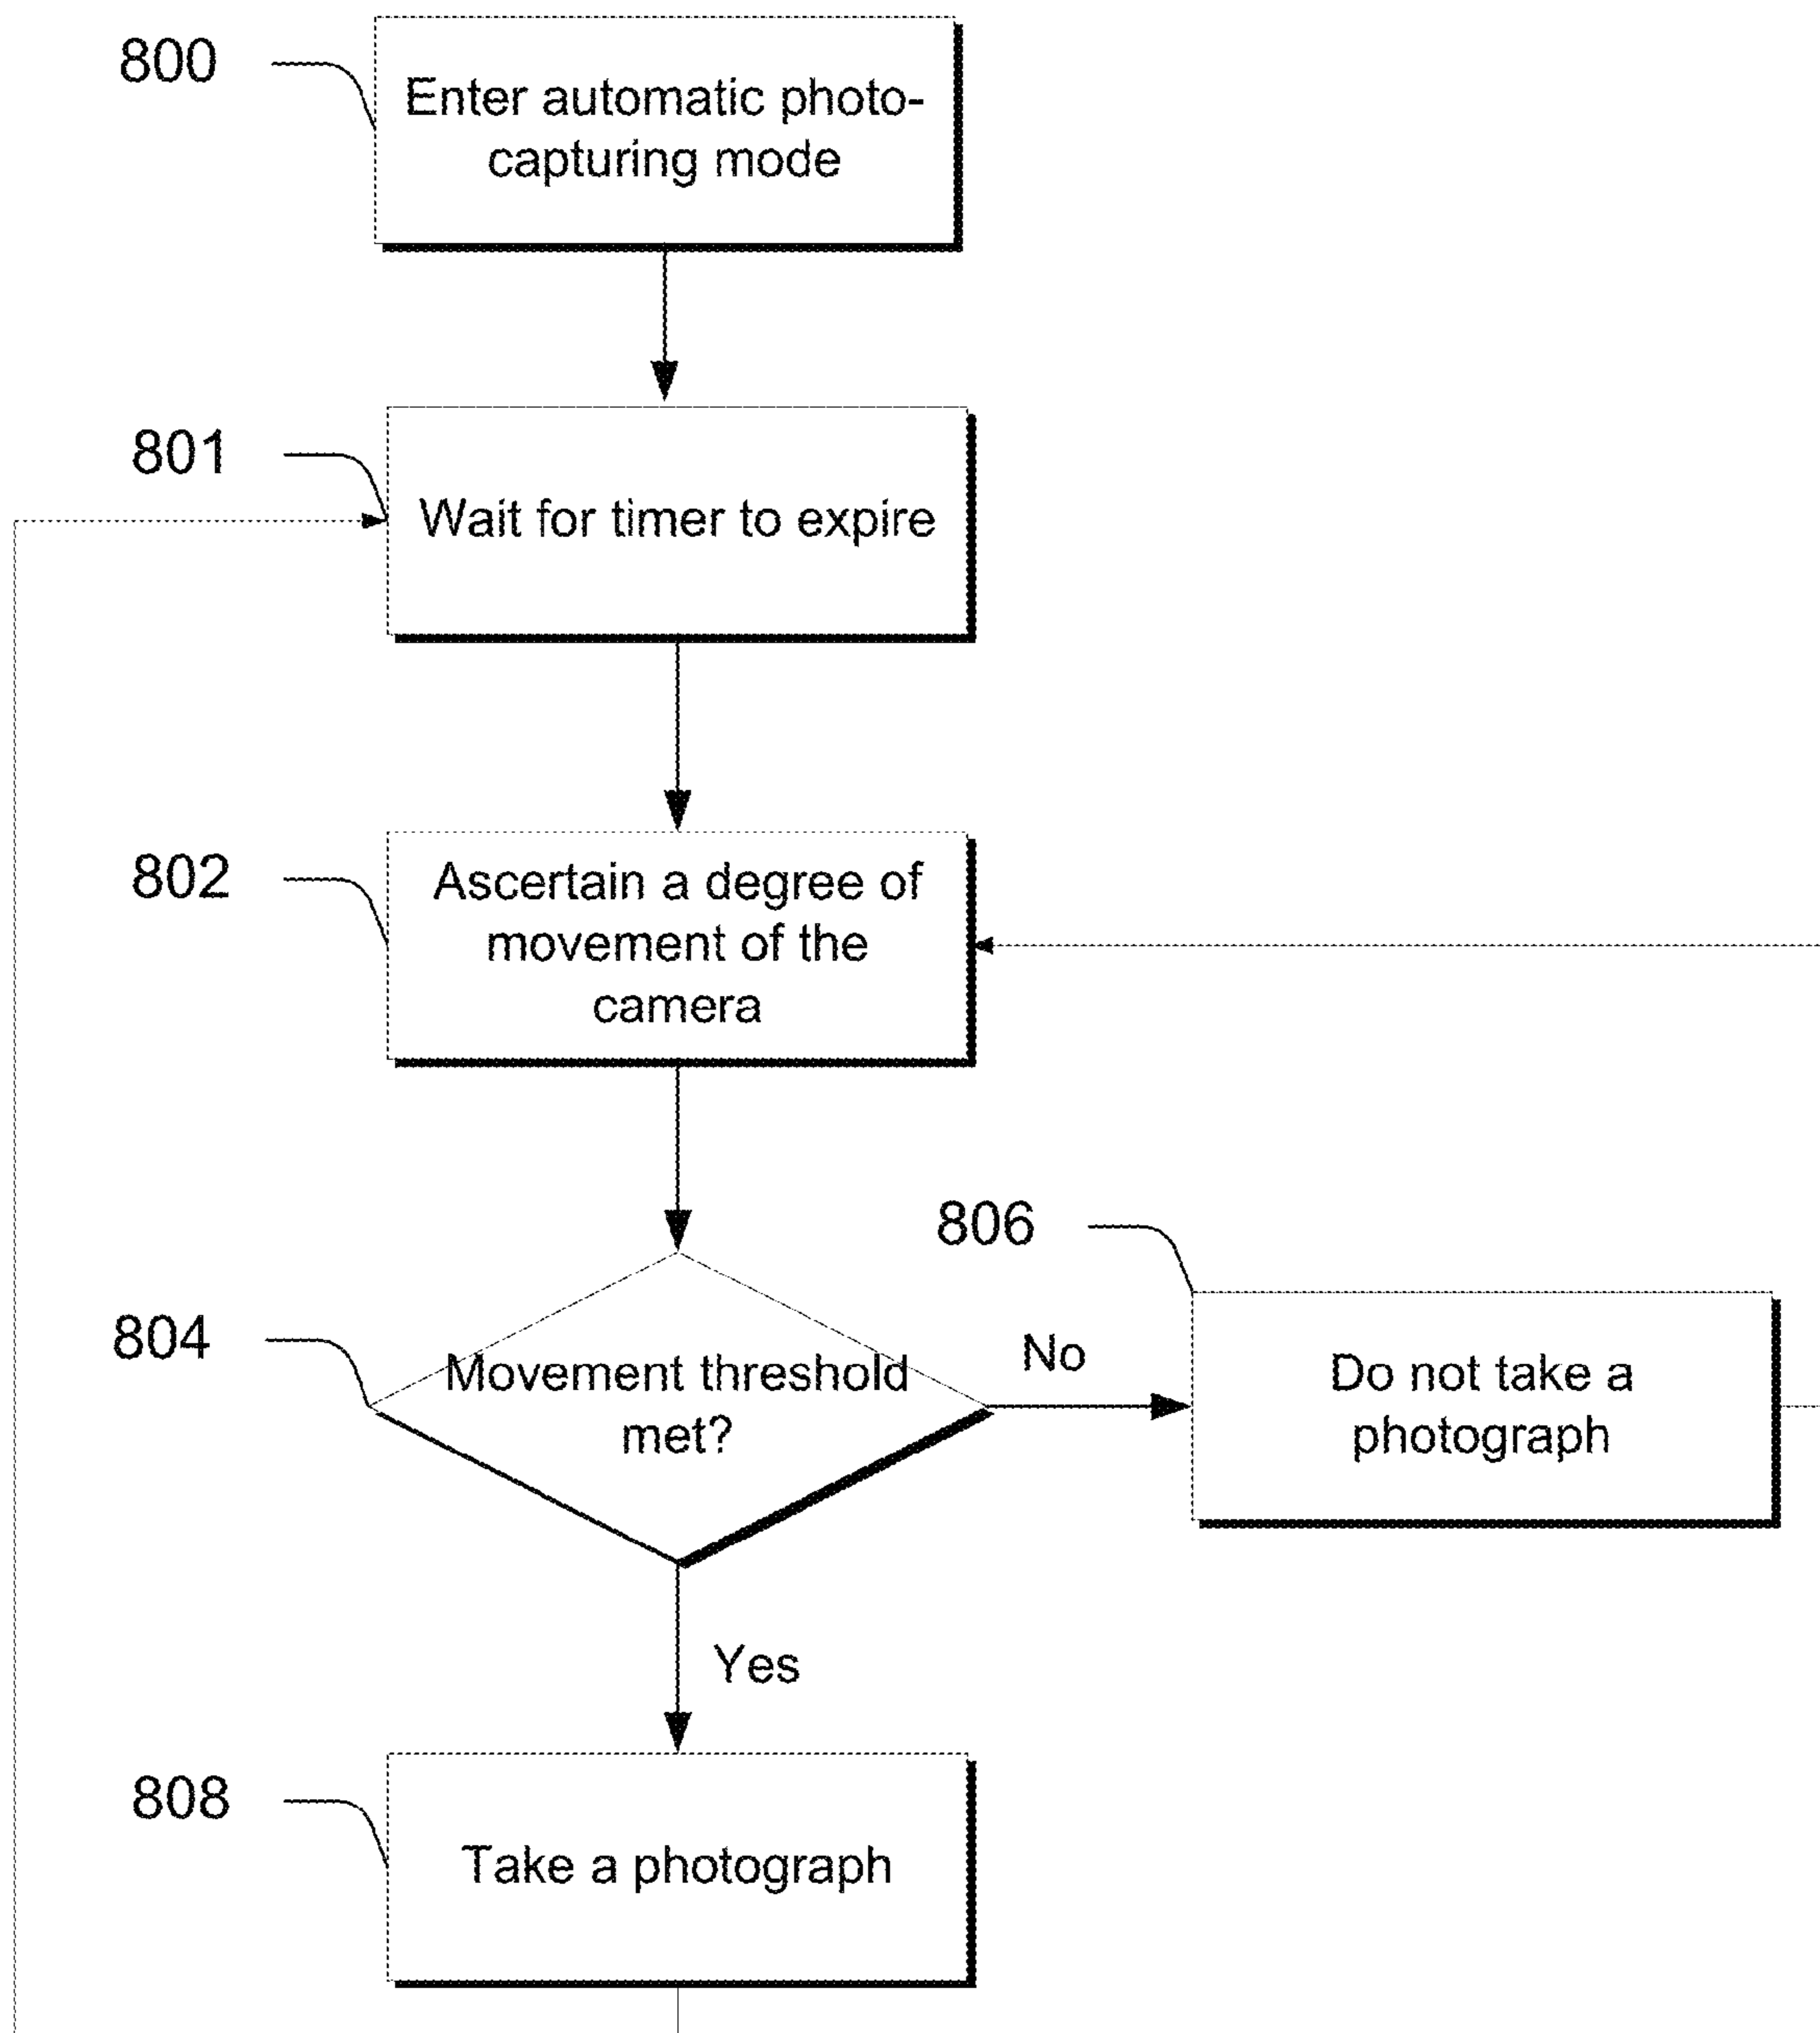 800
Enter automatic photo-
capturing mode
801
Wait for timer to expire
802
Ascertain a degree of
movement of the
camera
806
804
Movement threshold
met?
No
Do not take a
photograph
Yes
808
Take a photograph